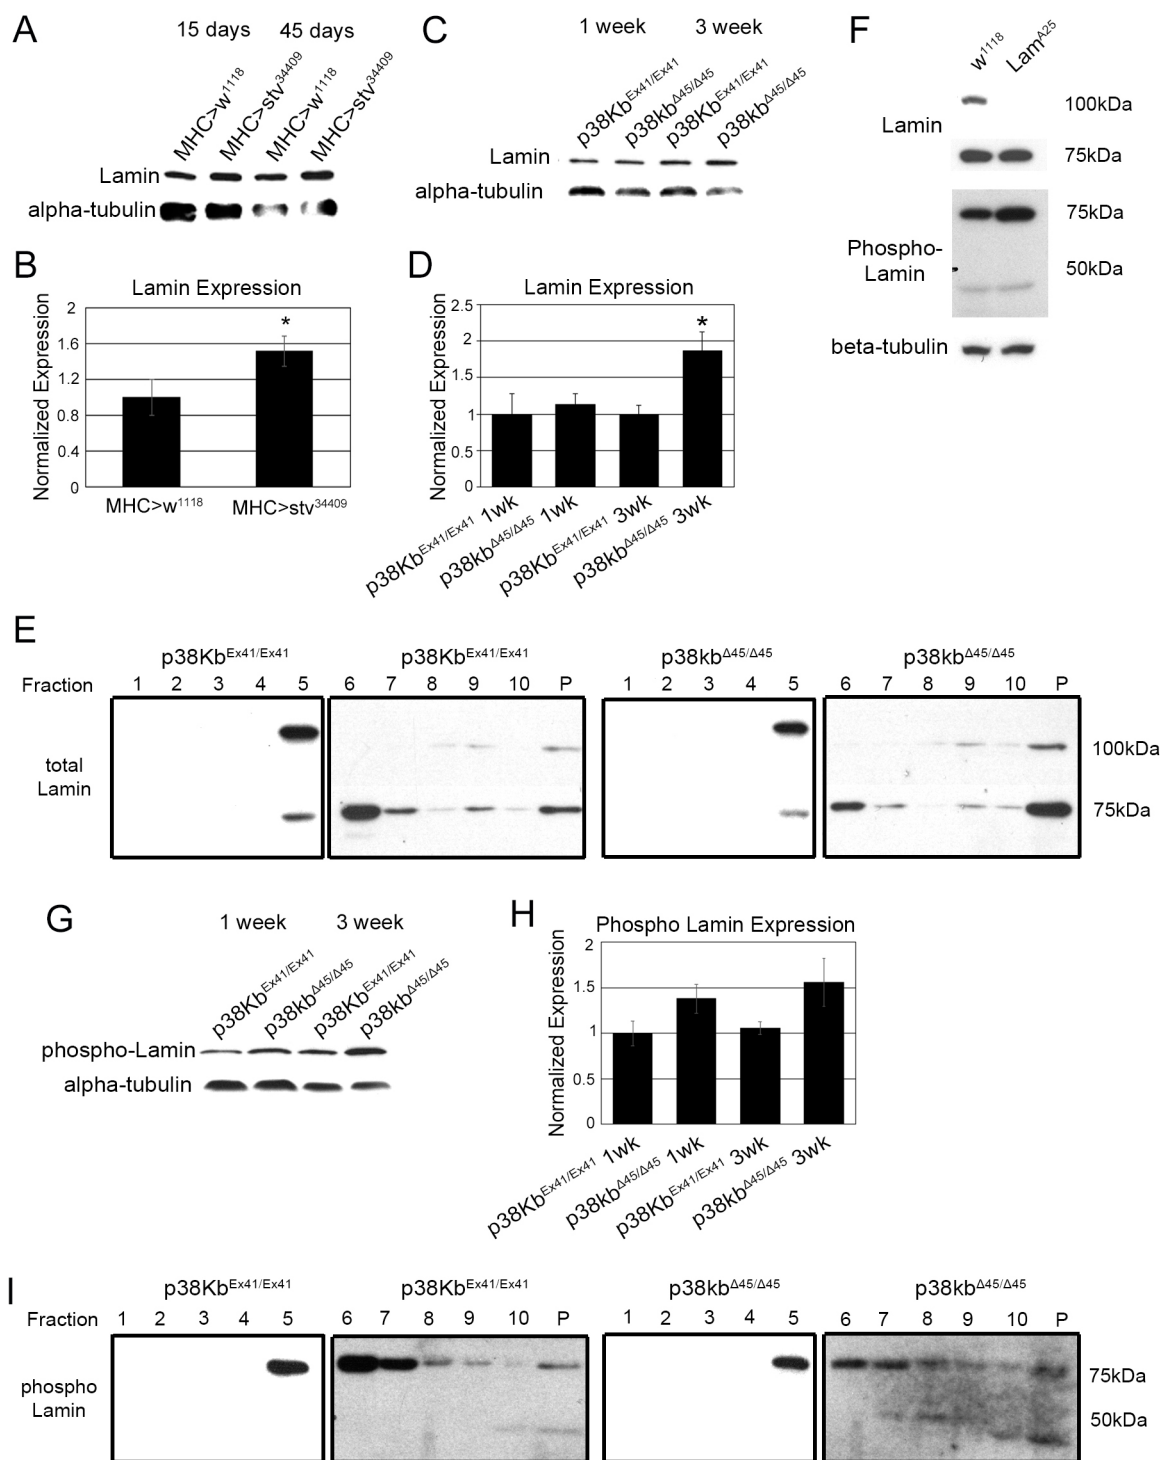 A
15 days 45 days
MHC>w1118
MHC>stv34409
MHC>w1118
MHC>stv34409
Lamin
alpha-tubulin
B
Lamin Expression
Normalized Expression
2
1.6
1.2
0.8
0.4
0
*
MHC>w1118
MHC>stv34409
C
1 week 3 week
p38KbEx41/Ex41
p38kbΔ45/Δ45
p38KbEx41/Ex41
p38kbΔ45/Δ45
Lamin
alpha-tubulin
D
Lamin Expression
Normalized Expression
2.5
2
1.5
1
0.5
0
*
p38KbEx41/Ex41 1wk
p38kbΔ45/Δ45 1wk
p38KbEx41/Ex41 3wk
p38kbΔ45/Δ45 3wk
F
w1118
LamA25
100kDa
Lamin
75kDa
75kDa
Phospho-
Lamin
50kDa
beta-tubulin
E
p38KbEx41/Ex41 p38KbEx41/Ex41 p38kbΔ45/Δ45 p38kbΔ45/Δ45
Fraction 1 2 3 4 5 6 7 8 9 10 P 1 2 3 4 5 6 7 8 9 10 P
total
Lamin
100kDa
75kDa
G
1 week 3 week
p38KbEx41/Ex41
p38kbΔ45/Δ45
p38KbEx41/Ex41
p38kbΔ45/Δ45
phospho-Lamin
alpha-tubulin
H
Phospho Lamin Expression
Normalized Expression
2
1.5
1
0.5
0
p38KbEx41/Ex41 1wk
p38kbΔ45/Δ45 1wk
p38KbEx41/Ex41 3wk
p38kbΔ45/Δ45 3wk
I
p38KbEx41/Ex41 p38KbEx41/Ex41 p38kbΔ45/Δ45 p38kbΔ45/Δ45
Fraction 1 2 3 4 5 6 7 8 9 10 P 1 2 3 4 5 6 7 8 9 10 P
phospho
Lamin
75kDa
50kDa